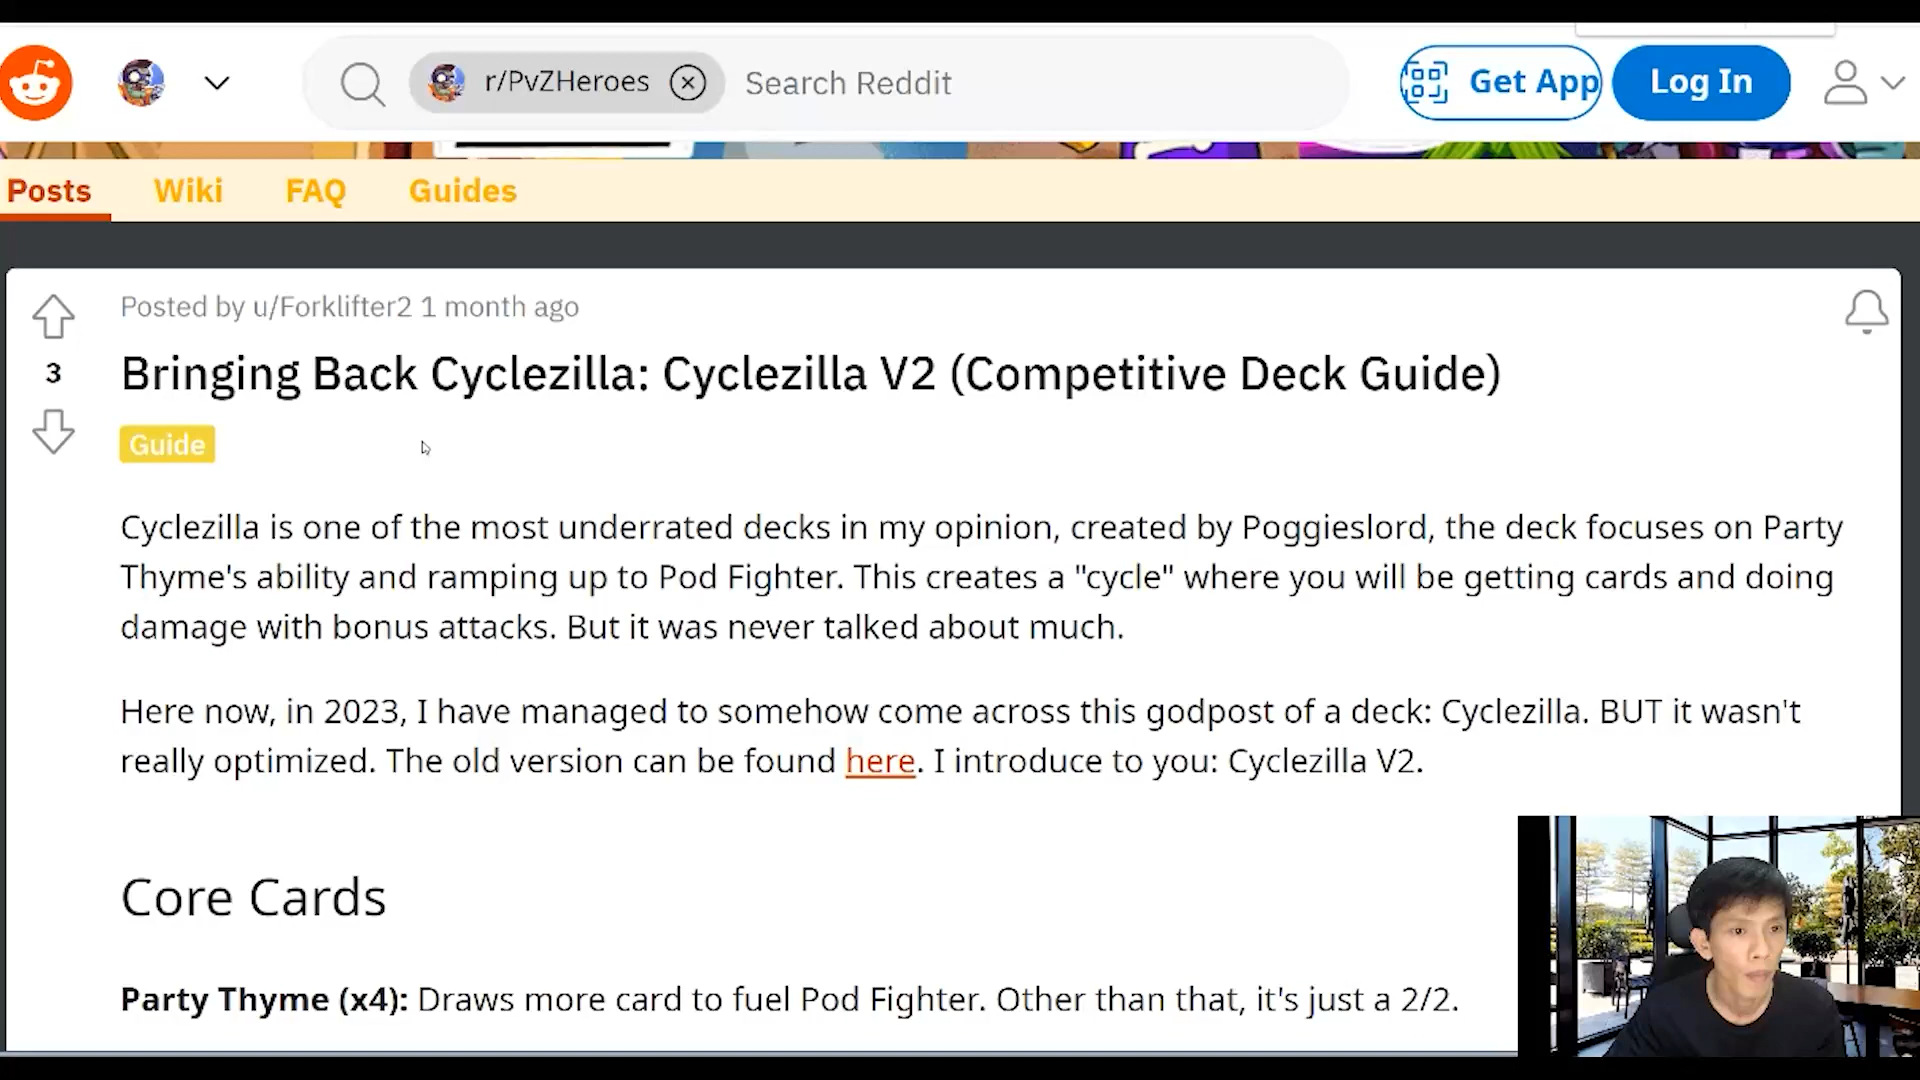 r/PvZHeroes
Search Reddit
Get App
Log In
Posts
Wiki
FAQ
Guides
Posted by u/Forklifter2 1 month ago
3
Bringing Back Cyclezilla: Cyclezilla V2 (Competitive Deck Guide)
Guide
Cyclezilla is one of the most underrated decks in my opinion, created by Poggieslord, the deck focuses on Party
Thyme's ability and ramping up to Pod Fighter. This creates a "cycle" where you will be getting cards and doing
damage with bonus attacks. But it was never talked about much.
Here now, in 2023, I have managed to somehow come across this godpost of a deck: Cyclezilla. BUT it wasn't
really optimized. The old version can be found here. I introduce to you: Cyclezilla V2.
Core Cards
Party Thyme (x4): Draws more card to fuel Pod Fighter. Other than that, it's just a 2/2.